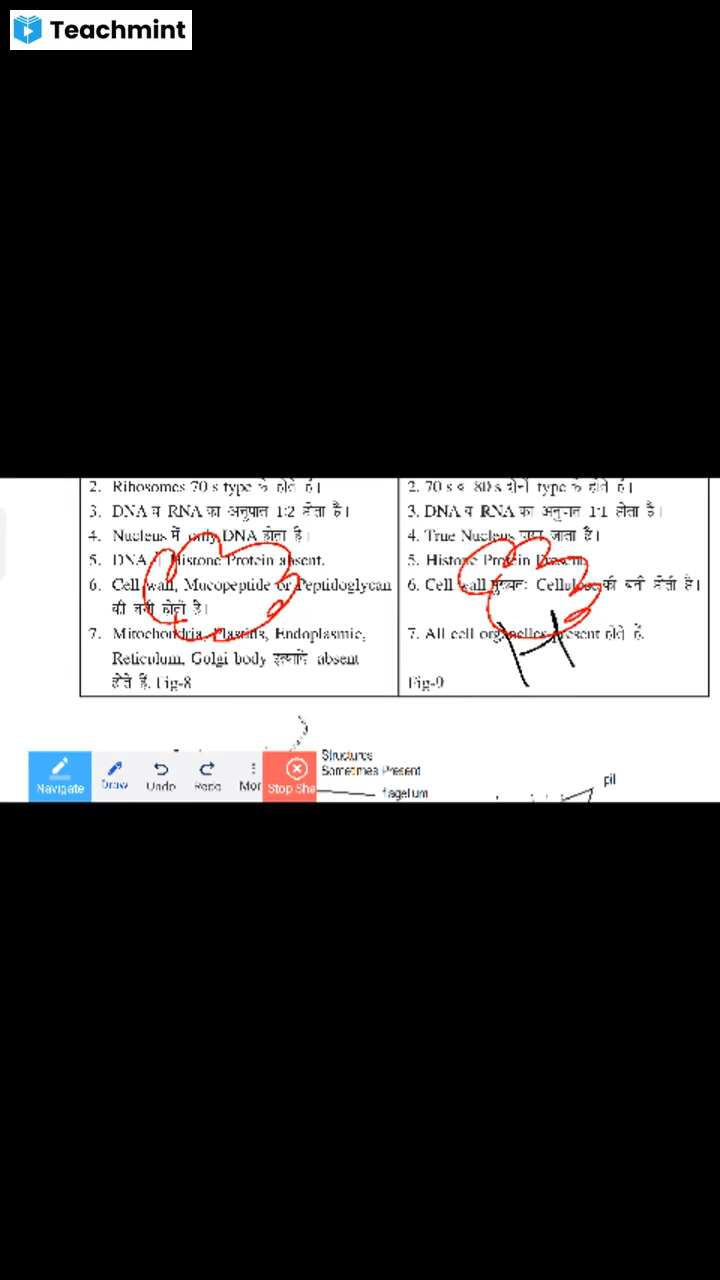 Teachmint
2. Ribosomes 70 s type के होते हैं।
3. DNA व RNA का अनुपात 1:2 होता है।
4. Nucleus में only DNA होता है।
5. DNA Histone Protein absent.
6. Cell wall, Mucopeptide or Peptidoglycan
की बनी होती है।
7. Mitochondria, Plastids, Endoplasmic,
Reticulum, Golgi body इत्यादि absent
होते हैं. Fig-8
2. 70 s व 80 s दोनों type के होते हैं।
3. DNA व RNA का अनुपात 1:1 होता है।
4. True Nucleus पाया जाता है।
5. Histone Protein Present.
6. Cell wall मुख्यतः Cellulose की बनी होती है।
7. All cell organelles present होते हैं.
Fig-9
H
Structures
Sometimes Present
flagellum
pili
Navigate
Draw
Undo
Redo
Mor
Stop Sha